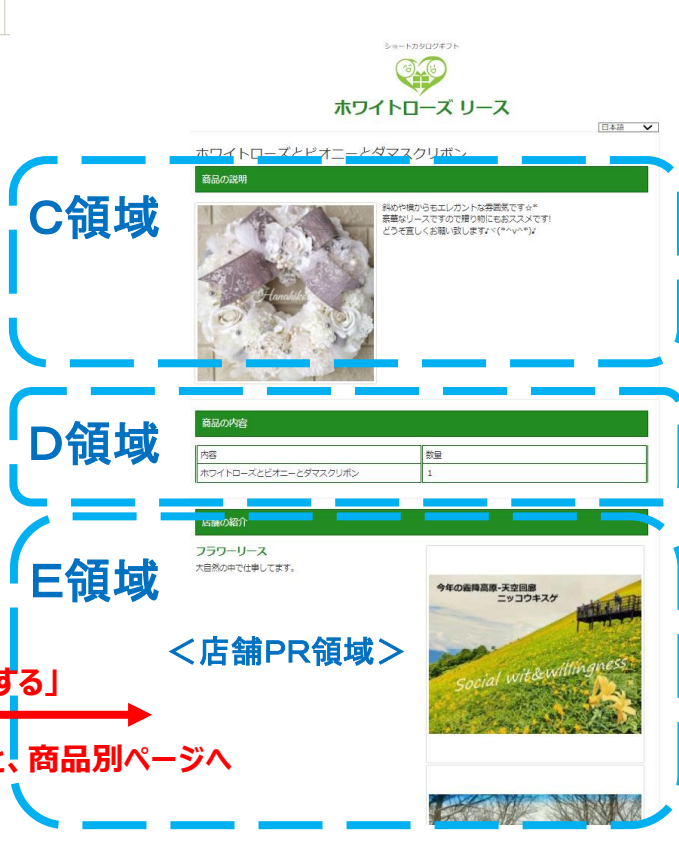 ショートカタログギフト
ホワイトローズ リース
日本語
ホワイトローズとピオニーとダマスクリボン
C領域
商品の説明
斜めや横からもエレガントな雰囲気です☆*
豪華なリースですので贈り物にもおススメです!
どうぞ宜しくお願い致します♪ヾ(*^v^*)♪
D領域
商品の内容
内容 数量
ホワイトローズとピオニーとダマスクリボン 1
店舗の紹介
E領域
フラワーリース
大自然の中で仕事してます。
今年の霧降高原-天空回廊
ニッコウキスゲ
Social wit&willingness
＜店舗PR領域＞
する」
、商品別ページへ